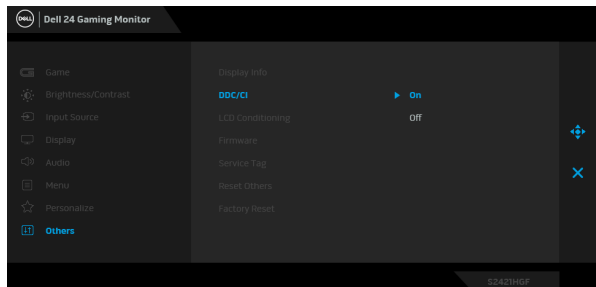 DELL Dell 24 Gaming Monitor
Game
Brightness/Contrast
Input Source
Display
Audio
Menu
Personalize
Others
Display Info
DDC/CI
On
LCD Conditioning
Off
Firmware
Service Tag
Reset Others
Factory Reset
S2421HGF